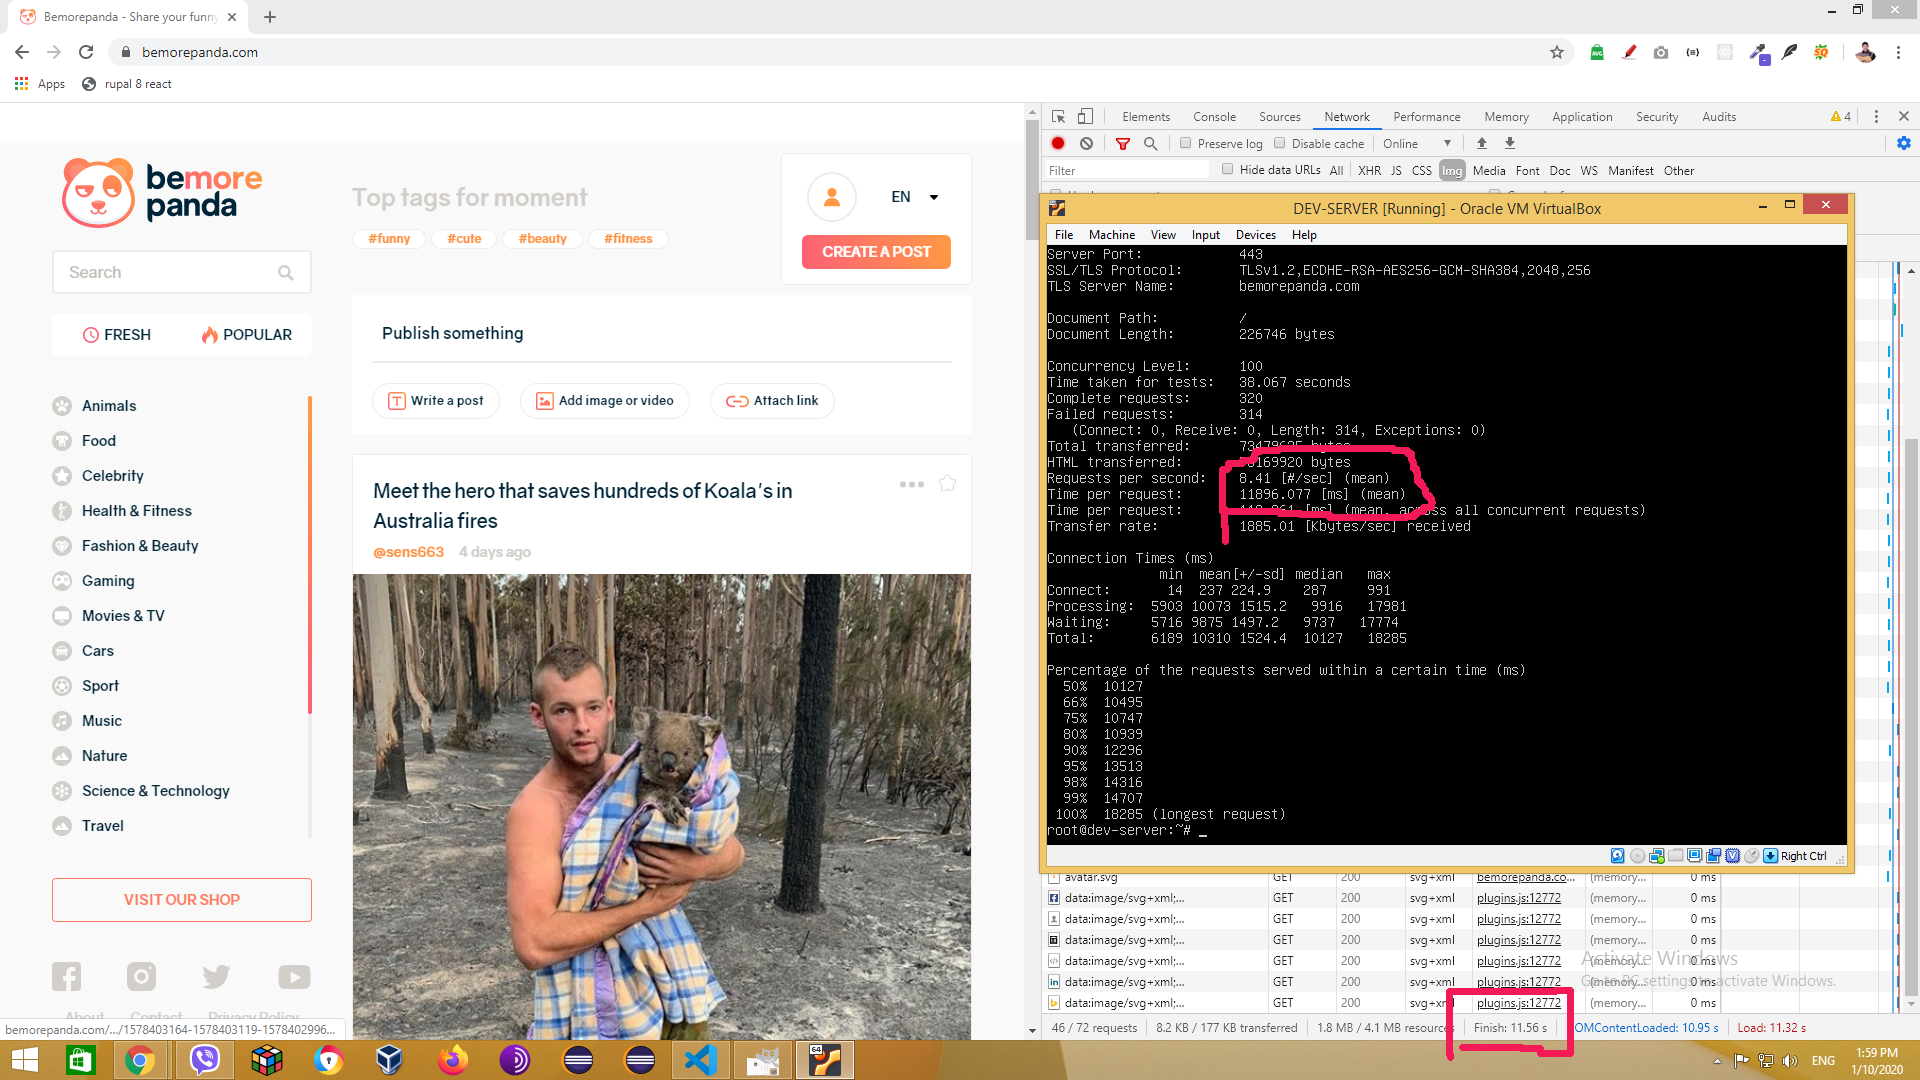 Bemorepanda - Share your funny
bemorepanda.com
Apps
rupal 8 react
bemore
panda
Search
FRESH
POPULAR
Animals
Food
Celebrity
Health & Fitness
Fashion & Beauty
Gaming
Movies & TV
Cars
Sport
Music
Nature
Science & Technology
Travel
VISIT OUR SHOP
About Contact Privacy Policy
bemorepanda.com/.../1578403164-1578403119-1578402996...
Top tags for moment
#funny #cute #beauty #fitness
EN
CREATE A POST
Publish something
Write a post
Add image or video
Attach link
Meet the hero that saves hundreds of Koala's in
Australia fires
@sens663 4 days ago
Elements Console Sources Network Performance Memory Application Security Audits 4
Preserve log Disable cache Online
Filter Hide data URLs All XHR JS CSS Img Media Font Doc WS Manifest Other
DEV-SERVER [Running] - Oracle VM VirtualBox
File Machine View Input Devices Help
Server Port: 443
SSL/TLS Protocol: TLSv1.2,ECDHE-RSA-AES256-GCM-SHA384,2048,256
TLS Server Name: bemorepanda.com
Document Path: /
Document Length: 226746 bytes
Concurrency Level: 100
Time taken for tests: 38.067 seconds
Complete requests: 320
Failed requests: 314
(Connect: 0, Receive: 0, Length: 314, Exceptions: 0)
Total transferred: bytes
HTML transferred: bytes
Requests per second: 8.41 [#/sec] (mean)
Time per request: 11896.077 [ms] (mean)
Time per request: [ms] (mean, across all concurrent requests)
Transfer rate: 1885.01 [Kbytes/sec] received
Connection Times (ms)
min mean[+/-sd] median max
Connect: 14 237 224.9 287 991
Processing: 5903 10073 1515.2 9916 17981
Waiting: 5716 9875 1497.2 9737 17774
Total: 6189 10310 1524.4 10127 18285
Percentage of the requests served within a certain time (ms)
50% 10127
66% 10495
75% 10747
80% 10939
90% 12296
95% 13513
98% 14316
99% 14707
100% 18285 (longest request)
root@dev-server:~# _
Right Ctrl
avatar.svg GET 200 svg+xml bemorepanda.co... (memory... 0 ms
data:image/svg+xml;... GET 200 svg+xml plugins.js:12772 (memory... 0 ms
data:image/svg+xml;... GET 200 svg+xml plugins.js:12772 (memory... 0 ms
data:image/svg+xml;... GET 200 svg+xml plugins.js:12772 (memory... 0 ms
data:image/svg+xml;... GET 200 svg+xml plugins.js:12772 (memory... 0 ms
data:image/svg+xml;... GET 200 svg+xml plugins.js:12772 (memory... 0 ms
data:image/svg+xml;... GET 200 svg+xml plugins.js:12772 (memory... 0 ms
Activate Windows
Go to PC settings to activate Windows.
46 / 72 requests 8.2 KB / 177 KB transferred 1.8 MB / 4.1 MB resources Finish: 11.56 s OMContentLoaded: 10.95 s Load: 11.32 s
64
ENG
1:59 PM
1/10/2020